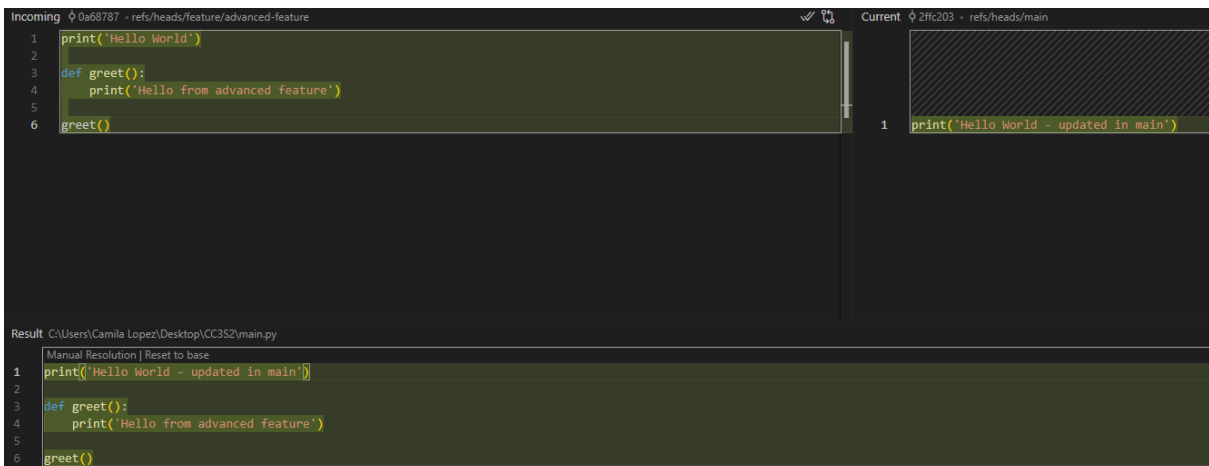 Incoming 0a68787 • refs/heads/feature/advanced-feature
1 print('Hello World')
2
3 def greet():
4     print('Hello from advanced feature')
5
6 greet()
Current 2ffc203 • refs/heads/main
1 print('Hello World - updated in main')
Result C:\Users\Camila Lopez\Desktop\CC3S2\main.py
Manual Resolution | Reset to base
1 print('Hello World - updated in main')
2
3 def greet():
4     print('Hello from advanced feature')
5
6 greet()